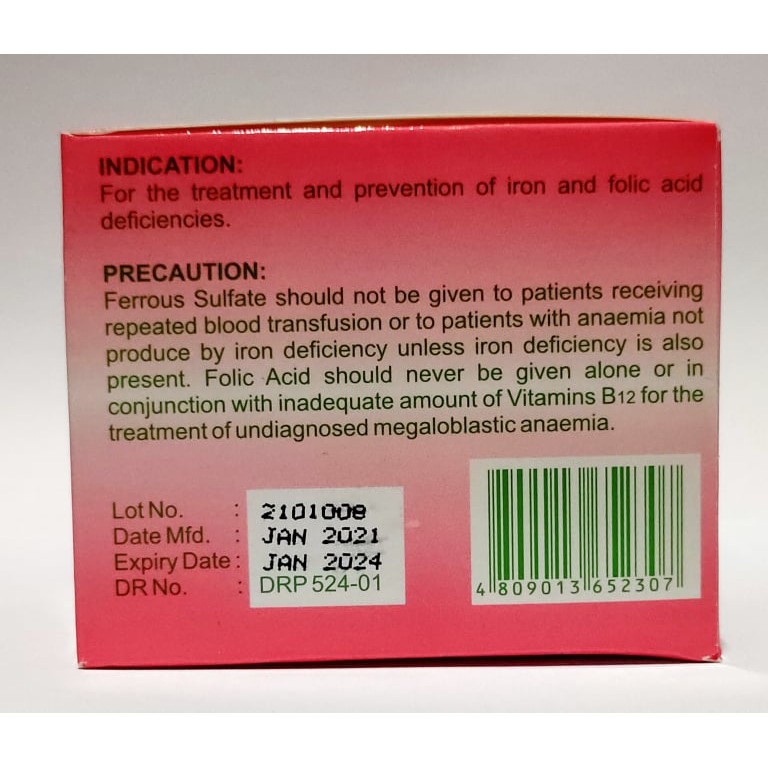 INDICATION:
For the treatment and prevention of iron and folic acid
deficiencies.
PRECAUTION:
Ferrous Sulfate should not be given to patients receiving
repeated blood transfusion or to patients with anaemia not
produce by iron deficiency unless iron deficiency is also
present. Folic Acid should never be given alone or in
conjunction with inadequate amount of Vitamins B12 for the
treatment of undiagnosed megaloblastic anaemia.
Lot No. : 2101008
Date Mfd. : JAN 2021
Expiry Date : JAN 2024
DR No. : DRP 524-01
4 809013 652307